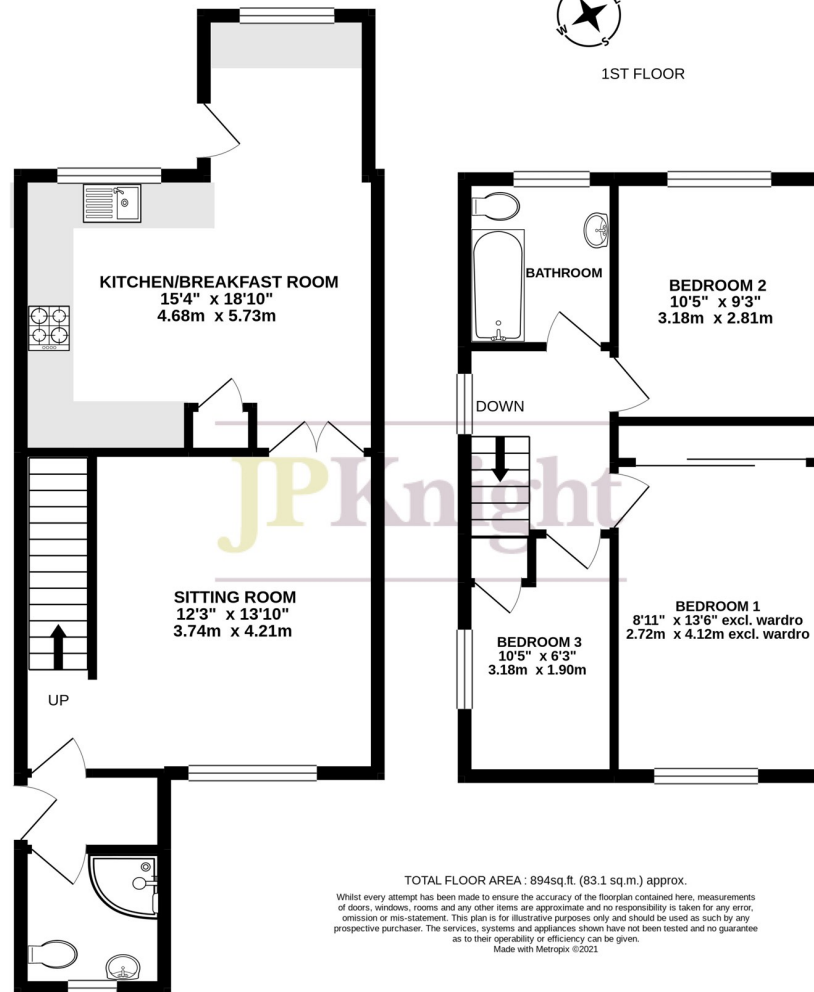 W
S
1ST FLOOR
KITCHEN/BREAKFAST ROOM
15'4" x 18'10"
4.68m x 5.73m
BATHROOM
BEDROOM 2
10'5" x 9'3"
3.18m x 2.81m
DOWN
JPKnight
SITTING ROOM
12'3" x 13'10"
3.74m x 4.21m
BEDROOM 1
8'11" x 13'6" excl. wardro
2.72m x 4.12m excl. wardro
BEDROOM 3
10'5" x 6'3"
3.18m x 1.90m
UP
TOTAL FLOOR AREA : 894sq.ft. (83.1 sq.m.) approx.
Whilst every attempt has been made to ensure the accuracy of the floorplan contained here, measurements
of doors, windows, rooms and any other items are approximate and no responsibility is taken for any error,
omission or mis-statement. This plan is for illustrative purposes only and should be used as such by any
prospective purchaser. The services, systems and appliances shown have not been tested and no guarantee
as to their operability or efficiency can be given.
Made with Metropix ©2021